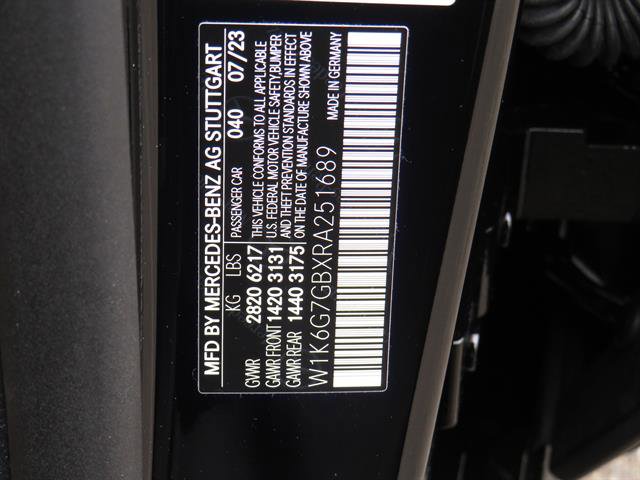 MFD BY MERCEDES-BENZ AG STUTTGART
KG LBS PASSENGER CAR 040 07/23
GVWR 2820 6217 THIS VEHICLE CONFORMS TO ALL APPLICABLE
GAWR FRONT 1420 3131 U.S. FEDERAL MOTOR VEHICLE SAFETY, BUMPER
GAWR REAR 1440 3175 AND THEFT PREVENTION STANDARDS IN EFFECT
ON THE DATE OF MANUFACTURE SHOWN ABOVE
W1K6G7GBXRA251689
MADE IN GERMANY